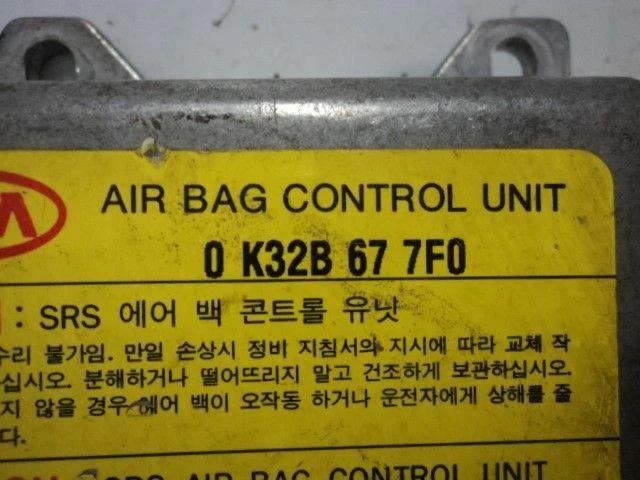 AIR BAG CONTROL UNIT
0 K32B 67 7F0
: SRS 에어 백 콘트롤 유닛
수리 불가임. 만일 손상시 정비 지침서의 지시에 따라 교체 작
십시오. 분해하거나 떨어뜨리지 말고 건조하게 보관하십시오.
지 않을 경우 에어 백이 오작동 하거나 운전자에게 상해를 줄
다.
SRS AIR BAG CONTROL UNIT